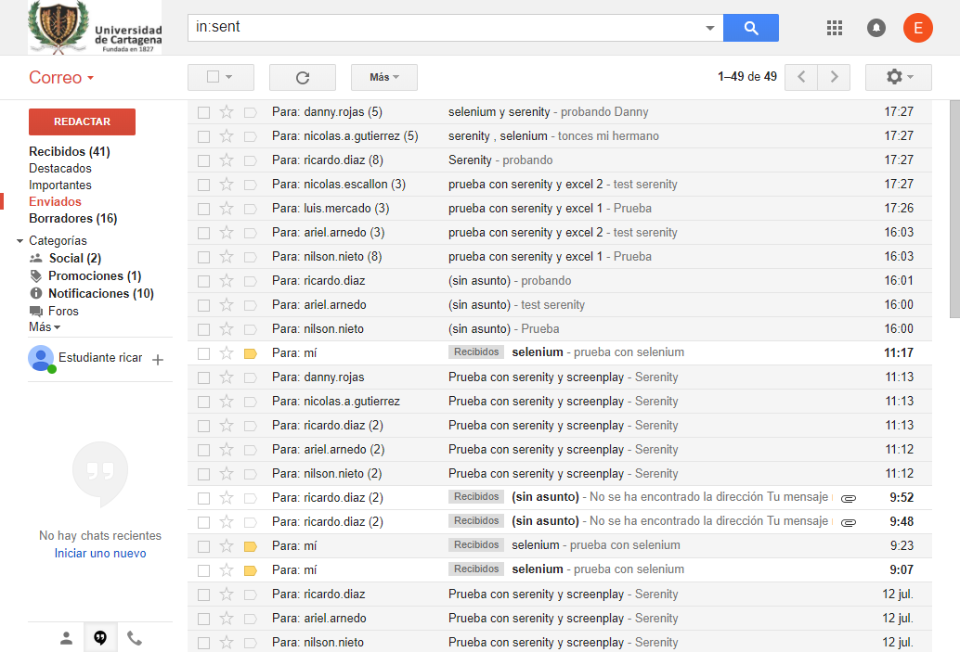 Universidad
de Cartagena
Fundada en 1827
in:sent
E
Correo
Más
1–49 de 49
REDACTAR
Recibidos (41)
Destacados
Importantes
Enviados
Borradores (16)
Categorías
Social (2)
Promociones (1)
Notificaciones (10)
Foros
Más
Estudiante ricar
No hay chats recientes
Iniciar uno nuevo
Para: danny.rojas (5) selenium y serenity - probando Danny 17:27
Para: nicolas.a.gutierrez (5) serenity , selenium - tonces mi hermano 17:27
Para: ricardo.diaz (8) Serenity - probando 17:27
Para: nicolas.escallon (3) prueba con serenity y excel 2 - test serenity 17:27
Para: luis.mercado (3) prueba con serenity y excel 1 - Prueba 17:26
Para: ariel.arnedo (3) prueba con serenity y excel 2 - test serenity 16:03
Para: nilson.nieto (8) prueba con serenity y excel 1 - Prueba 16:03
Para: ricardo.diaz (sin asunto) - probando 16:01
Para: ariel.arnedo (sin asunto) - test serenity 16:00
Para: nilson.nieto (sin asunto) - Prueba 16:00
Para: mí Recibidos selenium - prueba con selenium 11:17
Para: danny.rojas Prueba con serenity y screenplay - Serenity 11:13
Para: nicolas.a.gutierrez Prueba con serenity y screenplay - Serenity 11:13
Para: ricardo.diaz (2) Prueba con serenity y screenplay - Serenity 11:13
Para: ariel.arnedo (2) Prueba con serenity y screenplay - Serenity 11:12
Para: nilson.nieto (2) Prueba con serenity y screenplay - Serenity 11:12
Para: ricardo.diaz (2) Recibidos (sin asunto) - No se ha encontrado la dirección Tu mensaje 9:52
Para: ricardo.diaz (2) Recibidos (sin asunto) - No se ha encontrado la dirección Tu mensaje 9:48
Para: mí Recibidos selenium - prueba con selenium 9:23
Para: mí Recibidos selenium - prueba con selenium 9:07
Para: ricardo.diaz Prueba con serenity y screenplay - Serenity 12 jul.
Para: ariel.arnedo Prueba con serenity y screenplay - Serenity 12 jul.
Para: nilson.nieto Prueba con serenity y screenplay - Serenity 12 jul.